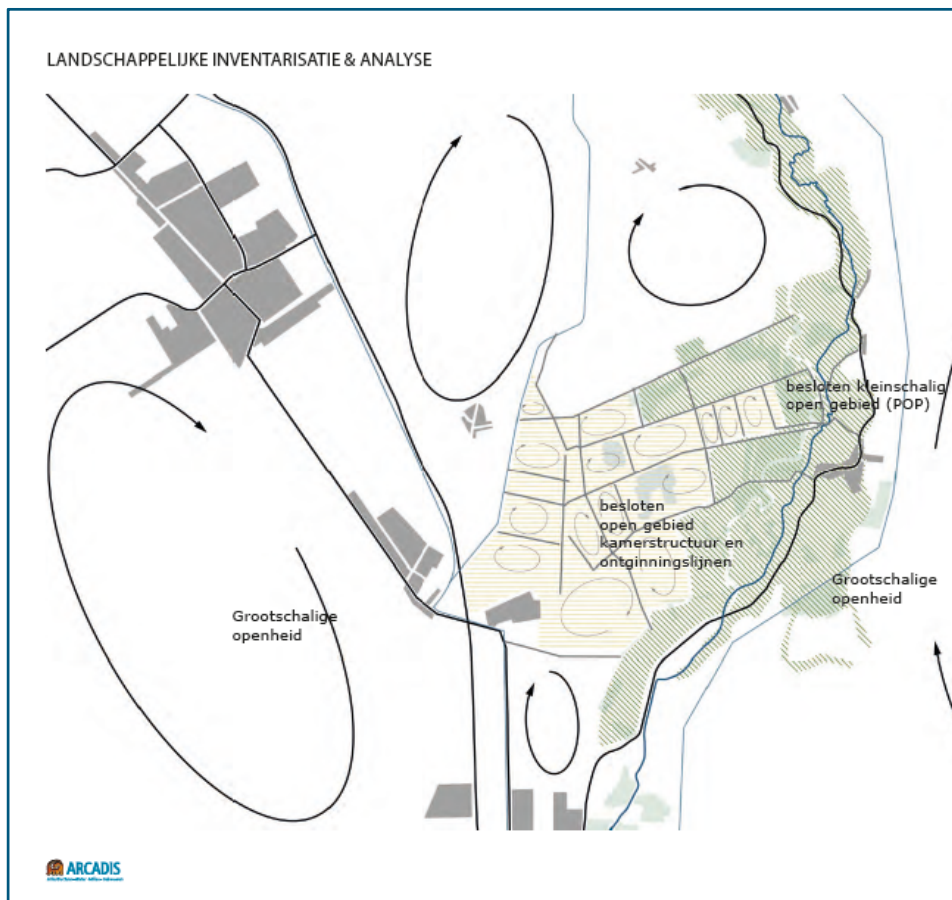 LANDSCHAPPELIJKE INVENTARISATIE & ANALYSE
besloten kleinschalig
open gebied (POP)
besloten
open gebied
kamerstructuur en
ontginningslijnen
Grootschalige
openheid
Grootschalige
openheid
ARCADIS